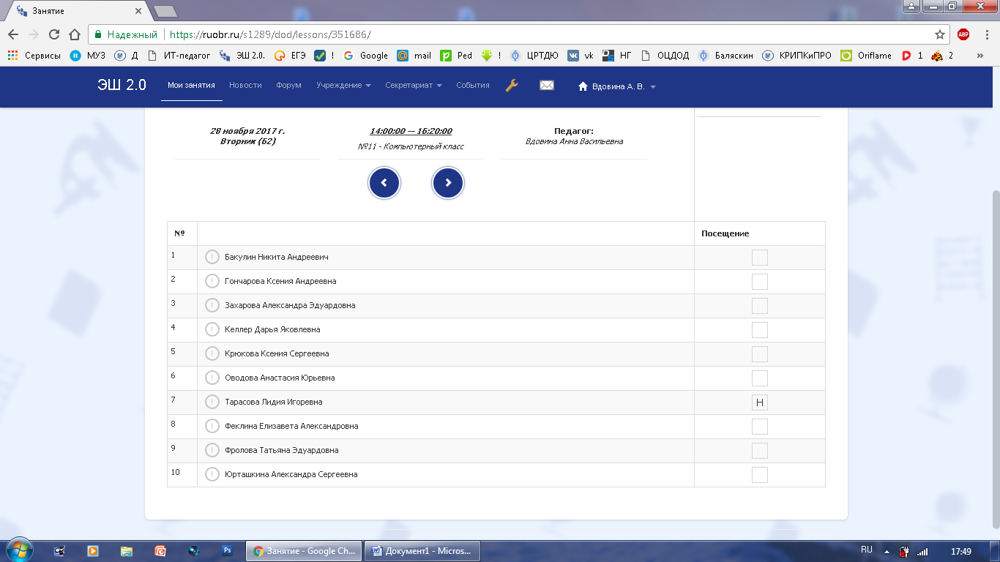 Занятие
Надежный
https://ruobr.ru/s1289/dod/lessons/351686/
ABP
Сервисы МУЗ Д ИТ-педагог ЭШ 2.0. ЕГЭ ! Google mail Ped ! ЦРТДЮ vk НГ ОЦДОД Баляскин КРИПКиПРО Oriflame 1 2 »
ЭШ 2.0 Мои занятия Новости Форум Учреждение Секретариат События Вдовина А. В.
28 ноября 2017 г. 14:00:00 — 16:20:00 Педагог:
Вторник (Б2) №11 - Компьютерный класс Вдовина Анна Васильевна
№ Посещение
1 Бакулин Никита Андреевич
2 Гончарова Ксения Андреевна
3 Захарова Александра Эдуардовна
4 Келлер Дарья Яковлевна
5 Крюкова Ксения Сергеевна
6 Оводова Анастасия Юрьевна
7 Тарасова Лидия Игоревна Н
8 Феклина Елизавета Александровна
9 Фролова Татьяна Эдуардовна
10 Юрташкина Александра Сергеевна
Ps Занятие - Google Ch... Документ1 - Micros... RU 17:49